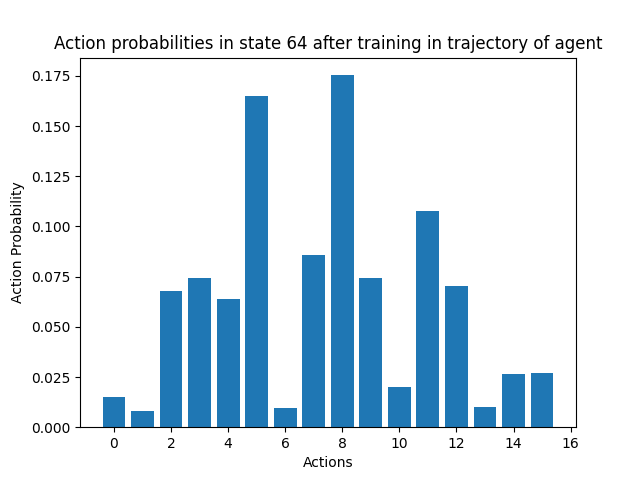 Action probabilities in state 64 after training in trajectory of agent
0.175
0.150
0.125
0.100
0.075
0.050
0.025
0.000
Action Probability
0 2 4 6 8 10 12 14 16
Actions